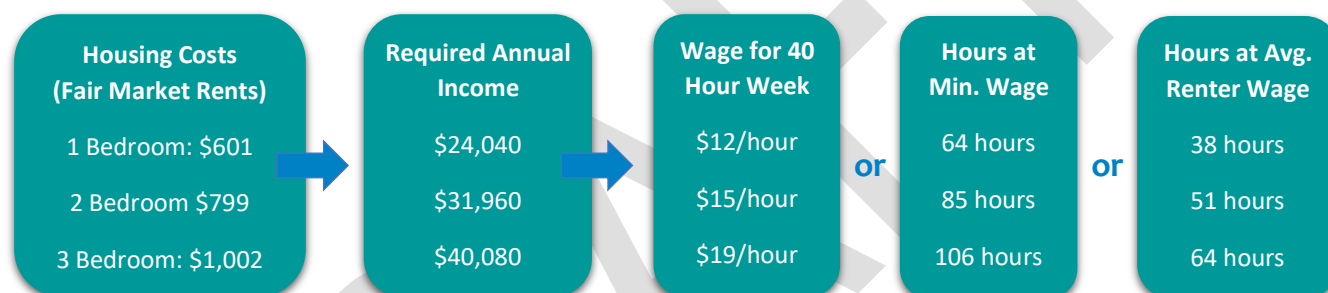 Housing Costs
(Fair Market Rents)
1 Bedroom: $601
2 Bedroom $799
3 Bedroom: $1,002
Required Annual
Income
$24,040
$31,960
$40,080
Wage for 40
Hour Week
$12/hour
$15/hour
$19/hour
or
Hours at
Min. Wage
64 hours
85 hours
106 hours
or
Hours at Avg.
Renter Wage
38 hours
51 hours
64 hours